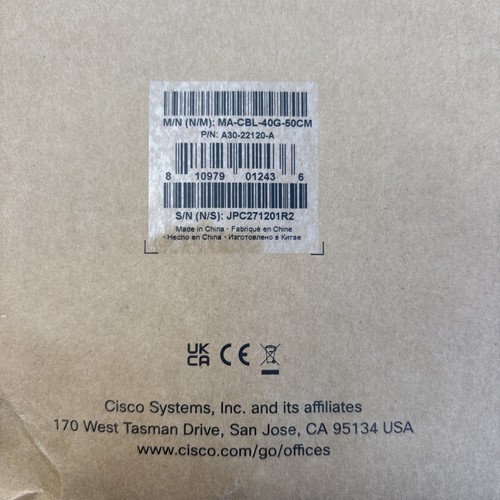 M/N (N/M): MA-CBL-40G-50CM
P/N: A30-22120-A
8 10979 01243 6
S/N (N/S): JPC271201R2
Made in China · Fabriqué en Chine
· Hecho en China · Изготовлено в Китае
UK
CA CE
Cisco Systems, Inc. and its affiliates
170 West Tasman Drive, San Jose, CA 95134 USA
www.cisco.com/go/offices